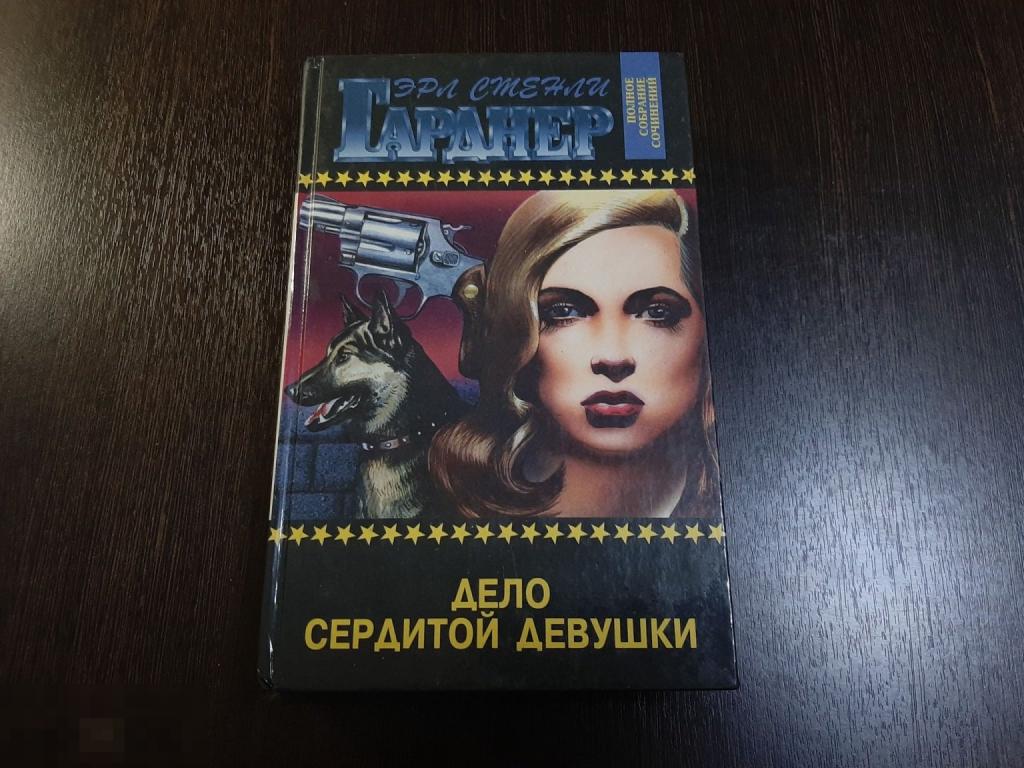 ЭРЛ СТЕНЛИ
ГАРДНЕР
ПОЛНОЕ
СОБРАНИЕ
СОЧИНЕНИЙ
ДЕЛО
СЕРДИТОЙ ДЕВУШКИ